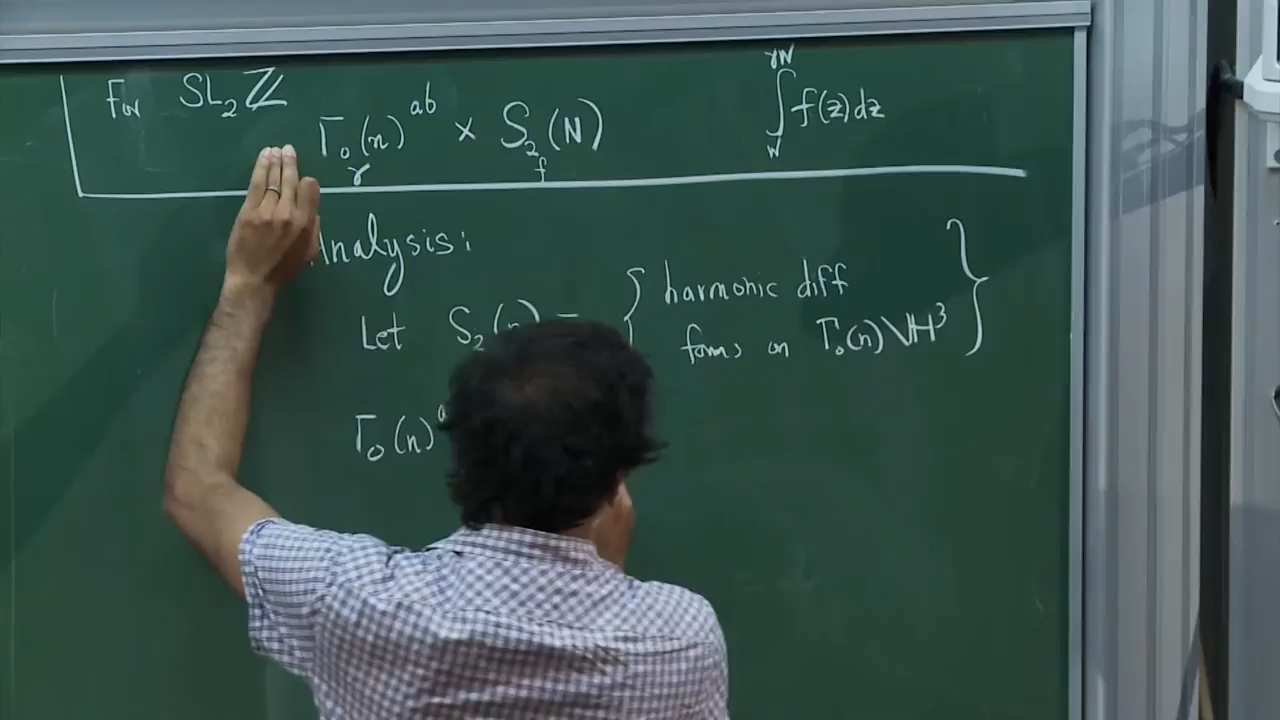 For SL₂ℤ
Γ₀(n)^{ab} × S₂(N)
γ f
∫_w^{γw} f(z)dz
Analysis:
Let S₂(n) = { harmonic diff
forms on Γ₀(n)\H³ }
Γ₀(n)